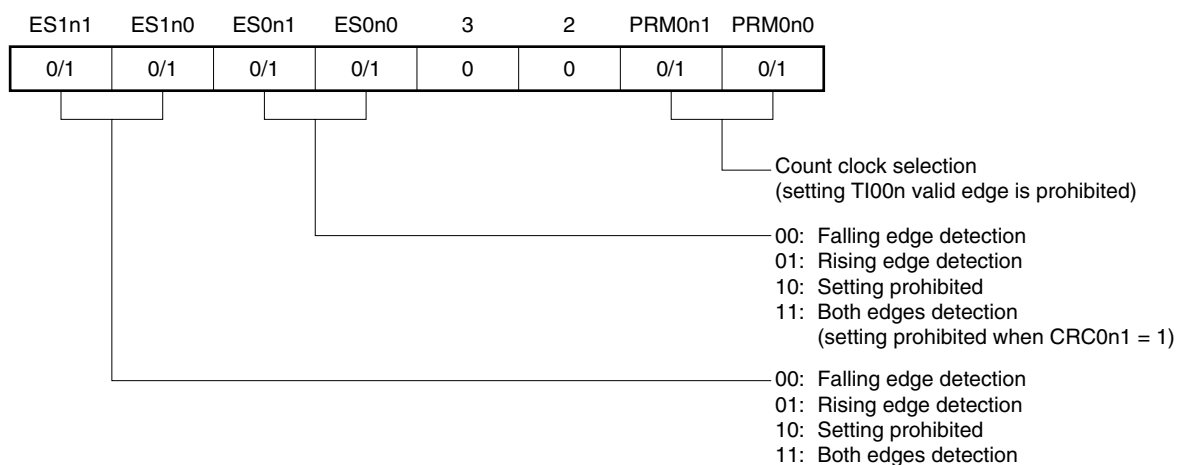 ES1n1 ES1n0 ES0n1 ES0n0 3 2 PRM0n1 PRM0n0
0/1 0/1 0/1 0/1 0 0 0/1 0/1
Count clock selection
(setting TI00n valid edge is prohibited)
00: Falling edge detection
01: Rising edge detection
10: Setting prohibited
11: Both edges detection
(setting prohibited when CRC0n1 = 1)
00: Falling edge detection
01: Rising edge detection
10: Setting prohibited
11: Both edges detection